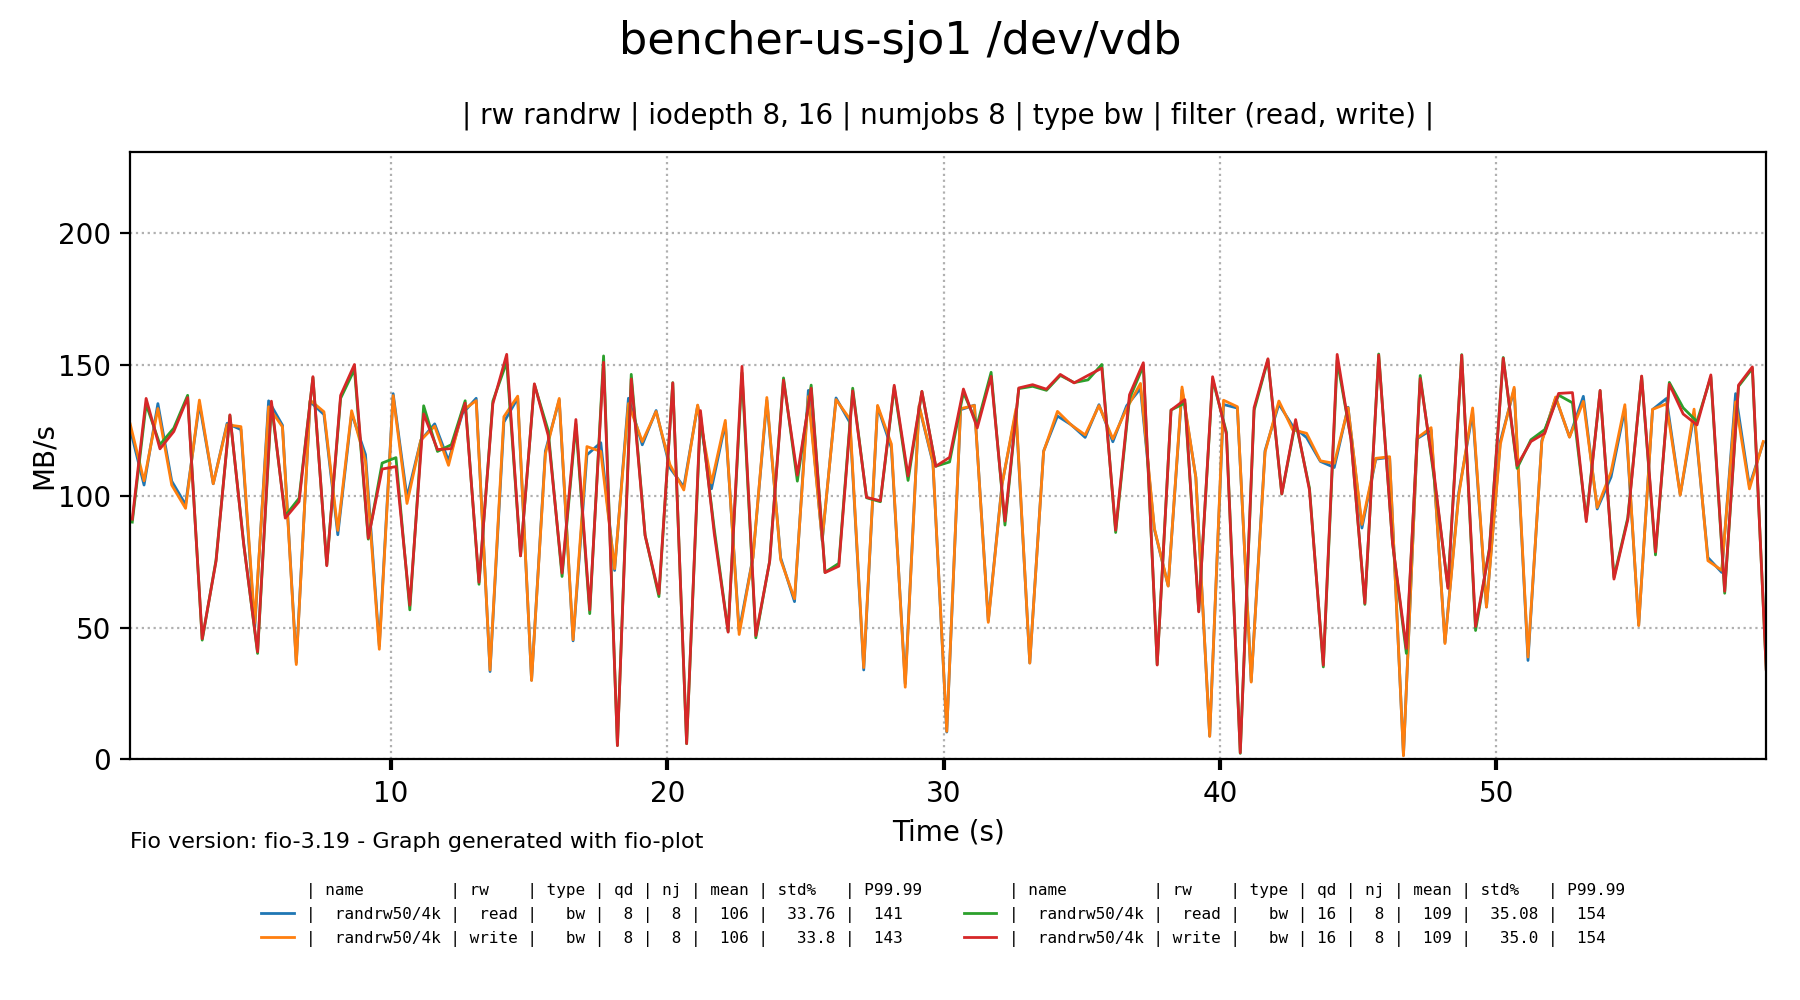 bencher-us-sjo1 /dev/vdb
| rw randrw | iodepth 8, 16 | numjobs 8 | type bw | filter (read, write) |
200
150
100
50
0
MB/s
10 20 30 40 50
Time (s)
Fio version: fio-3.19 - Graph generated with fio-plot
| name | rw | type | qd | nj | mean | std% | P99.99
| randrw50/4k | read | bw | 8 | 8 | 106 | 33.76 | 141
| randrw50/4k | write | bw | 8 | 8 | 106 | 33.8 | 143
| name | rw | type | qd | nj | mean | std% | P99.99
| randrw50/4k | read | bw | 16 | 8 | 109 | 35.08 | 154
| randrw50/4k | write | bw | 16 | 8 | 109 | 35.0 | 154